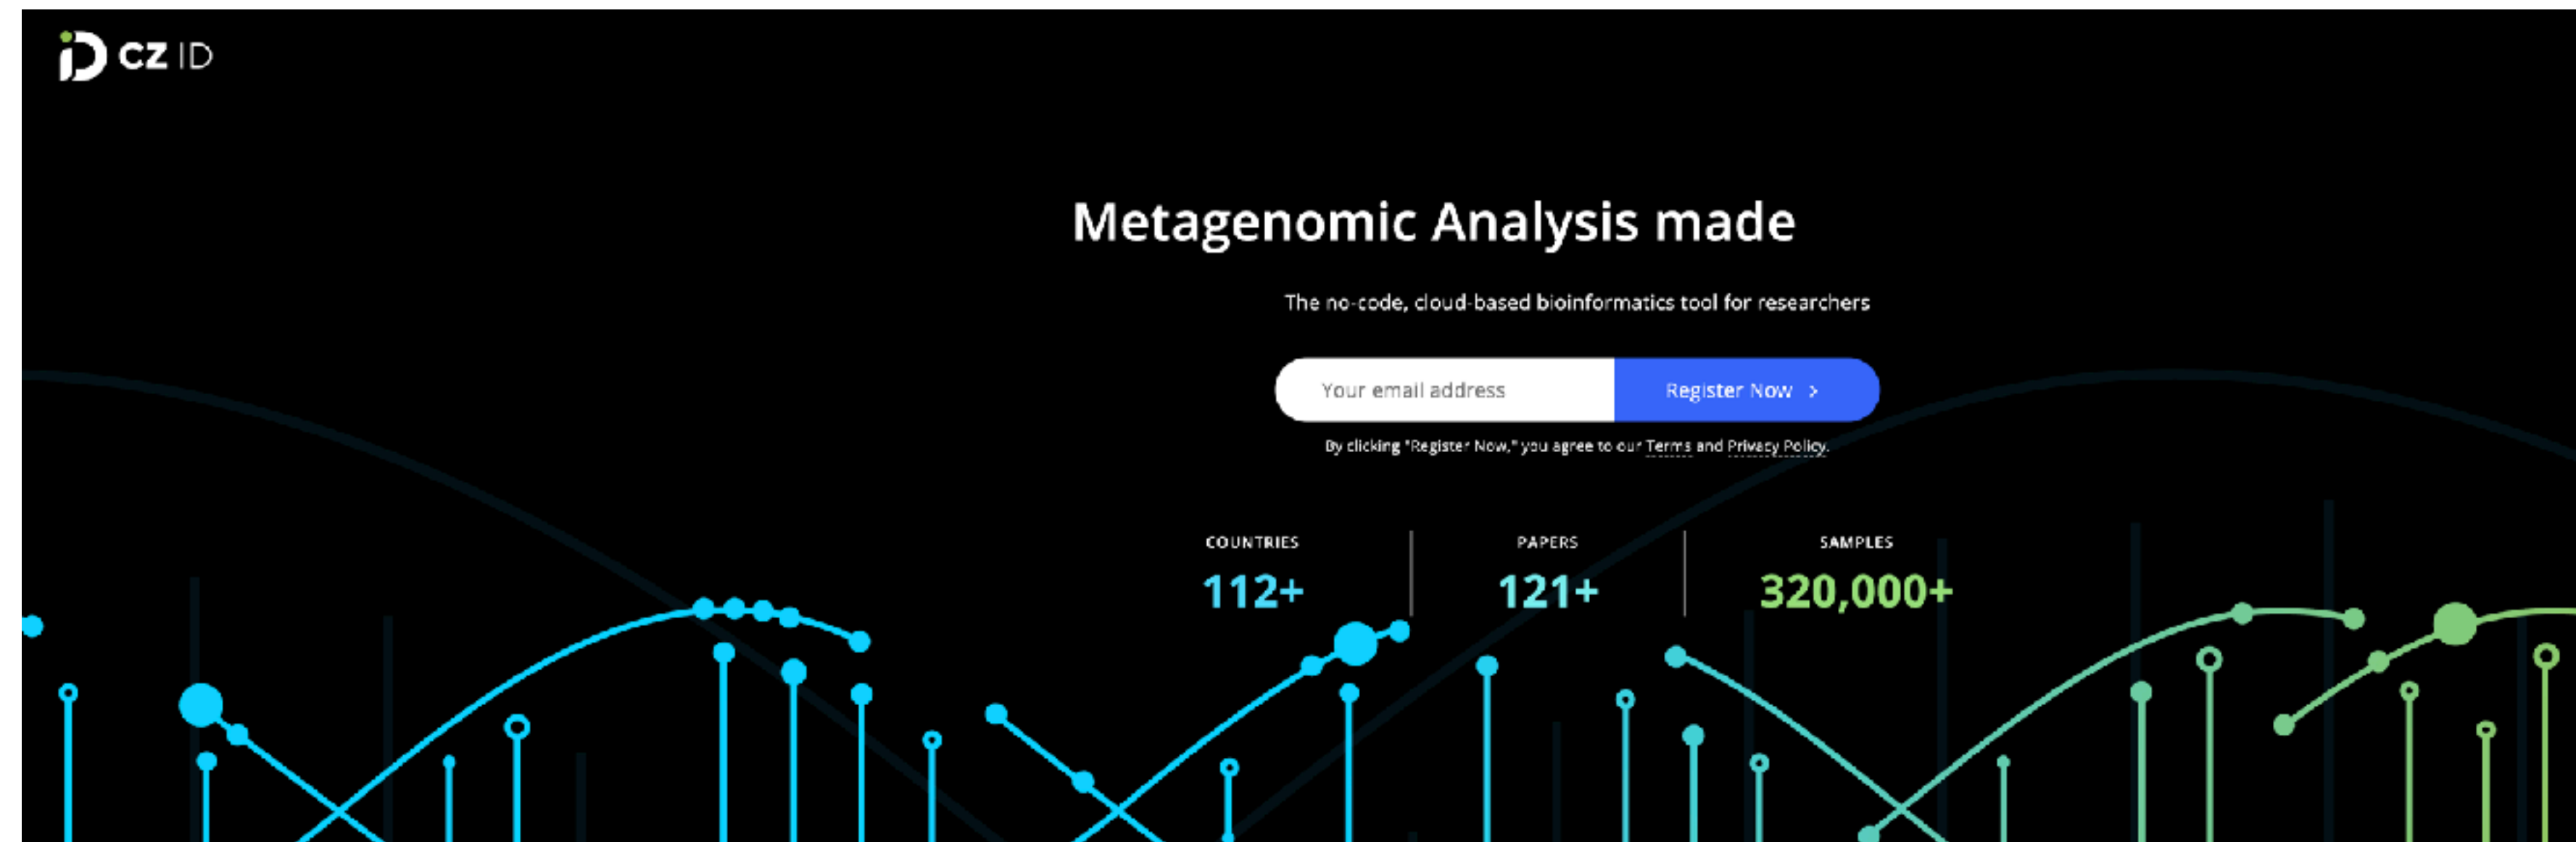 CZ ID
Metagenomic Analysis made
The no-code, cloud-based bioinformatics tool for researchers
Your email address
Register Now >
By clicking "Register Now," you agree to our Terms and Privacy Policy.
COUNTRIES
112+
PAPERS
121+
SAMPLES
320,000+